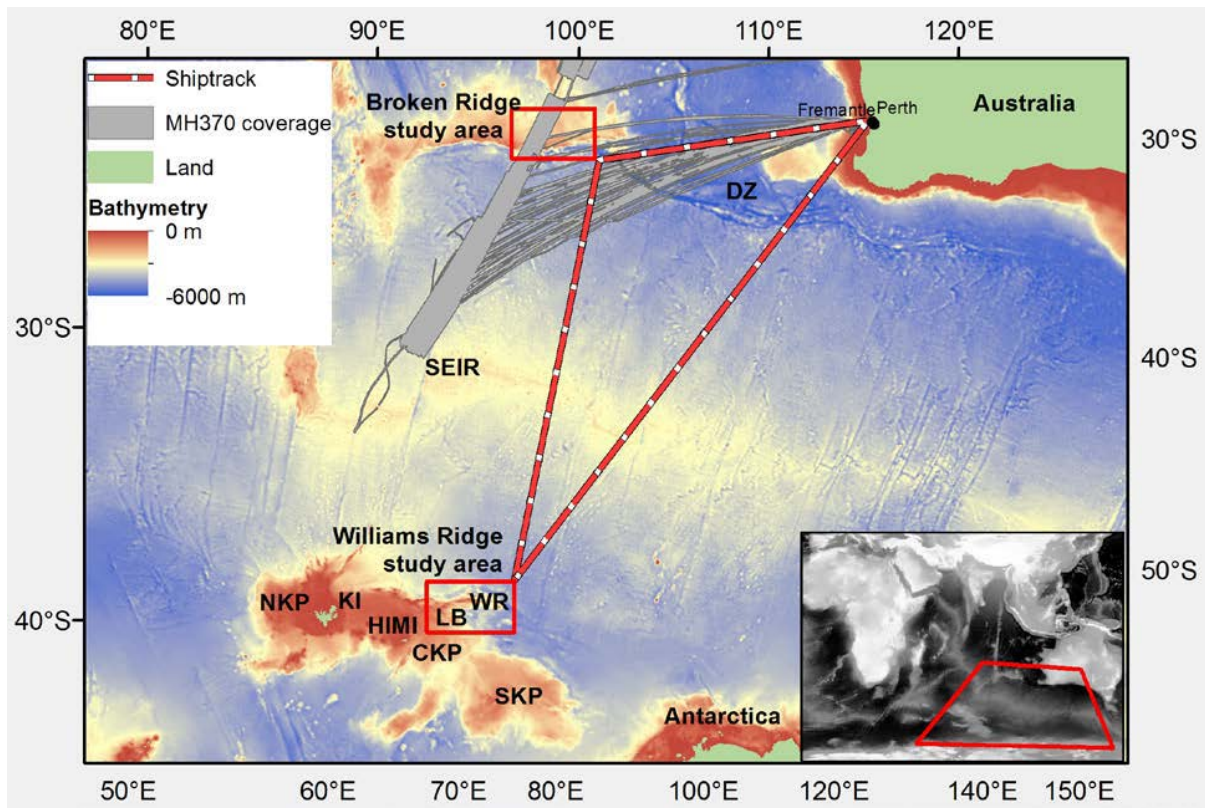 80°E 90°E 100°E 110°E 120°E
Shiptrack
MH370 coverage
Land
Bathymetry
0 m
-6000 m
Broken Ridge
study area
Fremantle Perth
Australia
30°S
DZ
30°S
SEIR
40°S
Williams Ridge
study area
50°S
NKP KI
WR
LB
HIMI
40°S
CKP
SKP
Antarctica
50°E 60°E 70°E 80°E 100°E 120°E 140°E 150°E